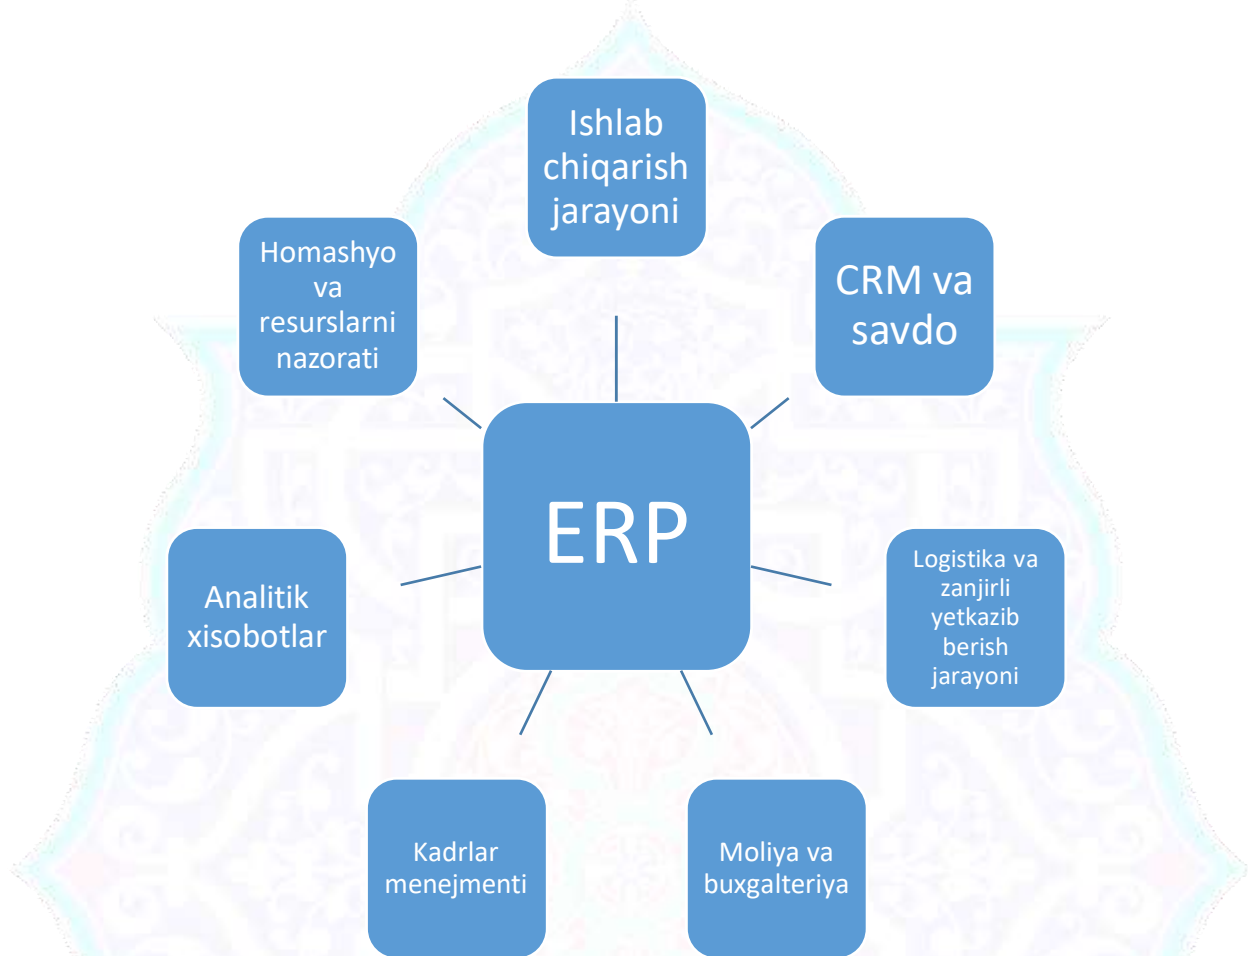 Ishlab
chiqarish
jarayoni
Homashyo
va
resurslarni
nazorati
CRM va
savdo
ERP
Analitik
xisobotlar
Logistika va
zanjirli
yetkazib
berish
jarayoni
Kadrlar
menejmenti
Moliya va
buxgalteriya